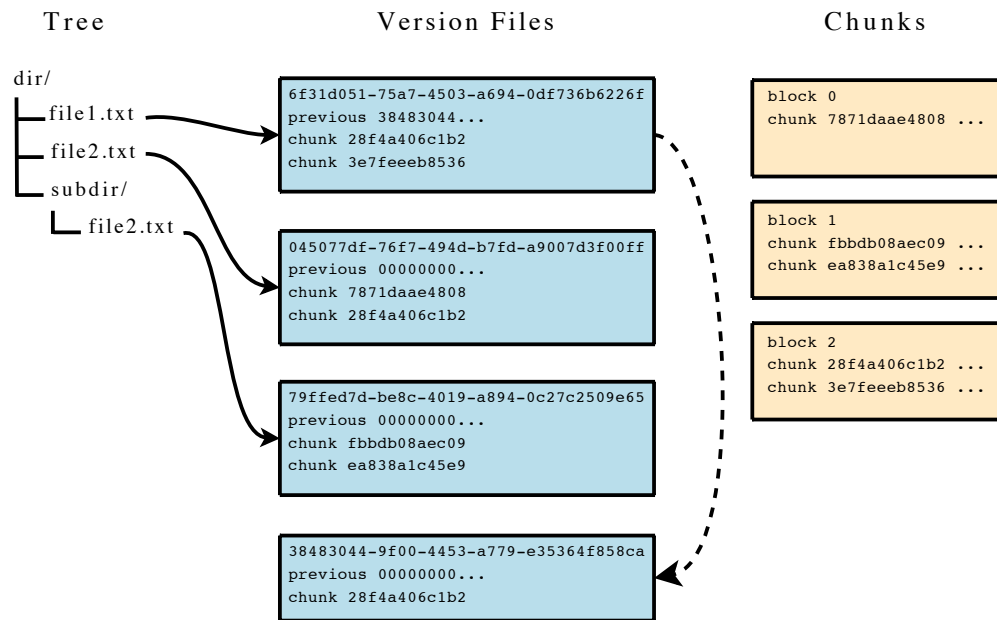 Tree
dir/
file1.txt
file2.txt
subdir/
file2.txt
Version Files
6f31d051-75a7-4503-a694-0df736b6226f
previous 38483044...
chunk 28f4a406c1b2
chunk 3e7feeeb8536
045077df-76f7-494d-b7fd-a9007d3f00ff
previous 00000000...
chunk 7871daae4808
chunk 28f4a406c1b2
79ffed7d-be8c-4019-a894-0c27c2509e65
previous 00000000...
chunk fbbdb08aec09
chunk ea838a1c45e9
38483044-9f00-4453-a779-e35364f858ca
previous 00000000...
chunk 28f4a406c1b2
Chunks
block 0
chunk 7871daae4808 ...
block 1
chunk fbbdb08aec09 ...
chunk ea838a1c45e9 ...
block 2
chunk 28f4a406c1b2 ...
chunk 3e7feeeb8536 ...